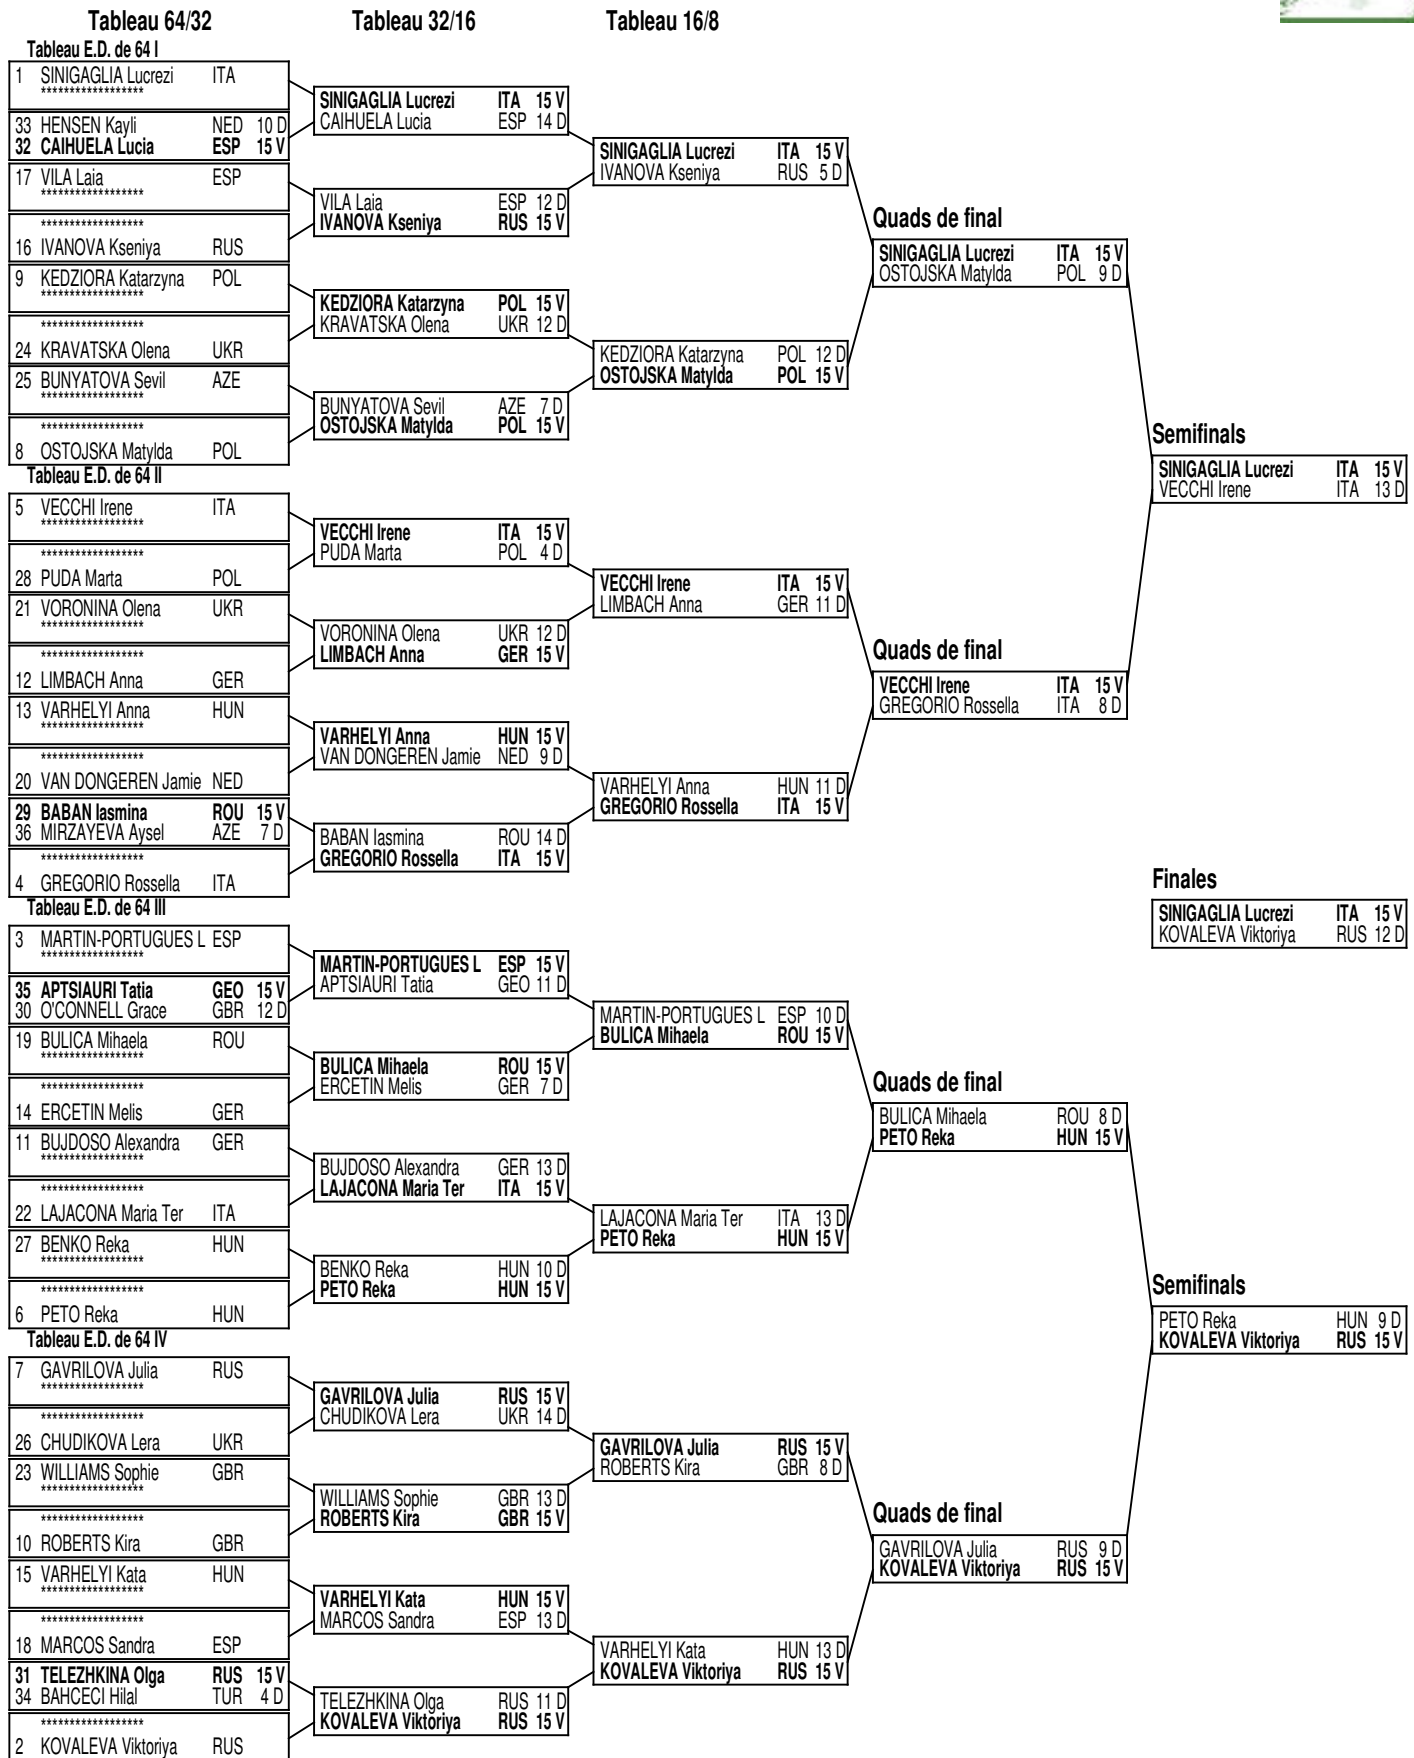 Tableau 64/32 Tableau 32/16 Tableau 16/8
Tableau E.D. de 64 I
1 SINIGAGLIA Lucrezi ITA
******************
33 HENSEN Kayli NED 10 D
32 CAIHUELA Lucia ESP 15 V
17 VILA Laia ESP
******************
******************
16 IVANOVA Kseniya RUS
9 KEDZIORA Katarzyna POL
******************
******************
24 KRAVATSKA Olena UKR
25 BUNYATOVA Sevil AZE
******************
******************
8 OSTOJSKA Matylda POL
Tableau E.D. de 64 II
5 VECCHI Irene ITA
******************
******************
28 PUDA Marta POL
21 VORONINA Olena UKR
******************
******************
12 LIMBACH Anna GER
13 VARHELYI Anna HUN
******************
******************
20 VAN DONGEREN Jamie NED
29 BABAN Iasmina ROU 15 V
36 MIRZAYEVA Aysel AZE 7 D
******************
4 GREGORIO Rossella ITA
Tableau E.D. de 64 III
3 MARTIN-PORTUGUES L ESP
******************
35 APTSIAURI Tatia GEO 15 V
30 O'CONNELL Grace GBR 12 D
19 BULICA Mihaela ROU
******************
******************
14 ERCETIN Melis GER
11 BUJDOSO Alexandra GER
******************
******************
22 LAJACONA Maria Ter ITA
27 BENKO Reka HUN
******************
******************
6 PETO Reka HUN
Tableau E.D. de 64 IV
7 GAVRILOVA Julia RUS
******************
******************
26 CHUDIKOVA Lera UKR
23 WILLIAMS Sophie GBR
******************
******************
10 ROBERTS Kira GBR
15 VARHELYI Kata HUN
******************
******************
18 MARCOS Sandra ESP
31 TELEZHKINA Olga RUS 15 V
34 BAHCECI Hilal TUR 4 D
******************
2 KOVALEVA Viktoriya RUS
SINIGAGLIA Lucrezi ITA 15 V
CAIHUELA Lucia ESP 14 D
VILA Laia ESP 12 D
IVANOVA Kseniya RUS 15 V
KEDZIORA Katarzyna POL 15 V
KRAVATSKA Olena UKR 12 D
BUNYATOVA Sevil AZE 7 D
OSTOJSKA Matylda POL 15 V
VECCHI Irene ITA 15 V
PUDA Marta POL 4 D
VORONINA Olena UKR 12 D
LIMBACH Anna GER 15 V
VARHELYI Anna HUN 15 V
VAN DONGEREN Jamie NED 9 D
BABAN Iasmina ROU 14 D
GREGORIO Rossella ITA 15 V
MARTIN-PORTUGUES L ESP 15 V
APTSIAURI Tatia GEO 11 D
BULICA Mihaela ROU 15 V
ERCETIN Melis GER 7 D
BUJDOSO Alexandra GER 13 D
LAJACONA Maria Ter ITA 15 V
BENKO Reka HUN 10 D
PETO Reka HUN 15 V
GAVRILOVA Julia RUS 15 V
CHUDIKOVA Lera UKR 14 D
WILLIAMS Sophie GBR 13 D
ROBERTS Kira GBR 15 V
VARHELYI Kata HUN 15 V
MARCOS Sandra ESP 13 D
TELEZHKINA Olga RUS 11 D
KOVALEVA Viktoriya RUS 15 V
SINIGAGLIA Lucrezi ITA 15 V
IVANOVA Kseniya RUS 5 D
KEDZIORA Katarzyna POL 12 D
OSTOJSKA Matylda POL 15 V
VECCHI Irene ITA 15 V
LIMBACH Anna GER 11 D
VARHELYI Anna HUN 11 D
GREGORIO Rossella ITA 15 V
MARTIN-PORTUGUES L ESP 10 D
BULICA Mihaela ROU 15 V
LAJACONA Maria Ter ITA 13 D
PETO Reka HUN 15 V
GAVRILOVA Julia RUS 15 V
ROBERTS Kira GBR 8 D
VARHELYI Kata HUN 13 D
KOVALEVA Viktoriya RUS 15 V
Quads de final
SINIGAGLIA Lucrezi ITA 15 V
OSTOJSKA Matylda POL 9 D
Quads de final
VECCHI Irene ITA 15 V
GREGORIO Rossella ITA 8 D
Quads de final
BULICA Mihaela ROU 8 D
PETO Reka HUN 15 V
Quads de final
GAVRILOVA Julia RUS 9 D
KOVALEVA Viktoriya RUS 15 V
Semifinals
SINIGAGLIA Lucrezi ITA 15 V
VECCHI Irene ITA 13 D
Finales
SINIGAGLIA Lucrezi ITA 15 V
KOVALEVA Viktoriya RUS 12 D
Semifinals
PETO Reka HUN 9 D
KOVALEVA Viktoriya RUS 15 V